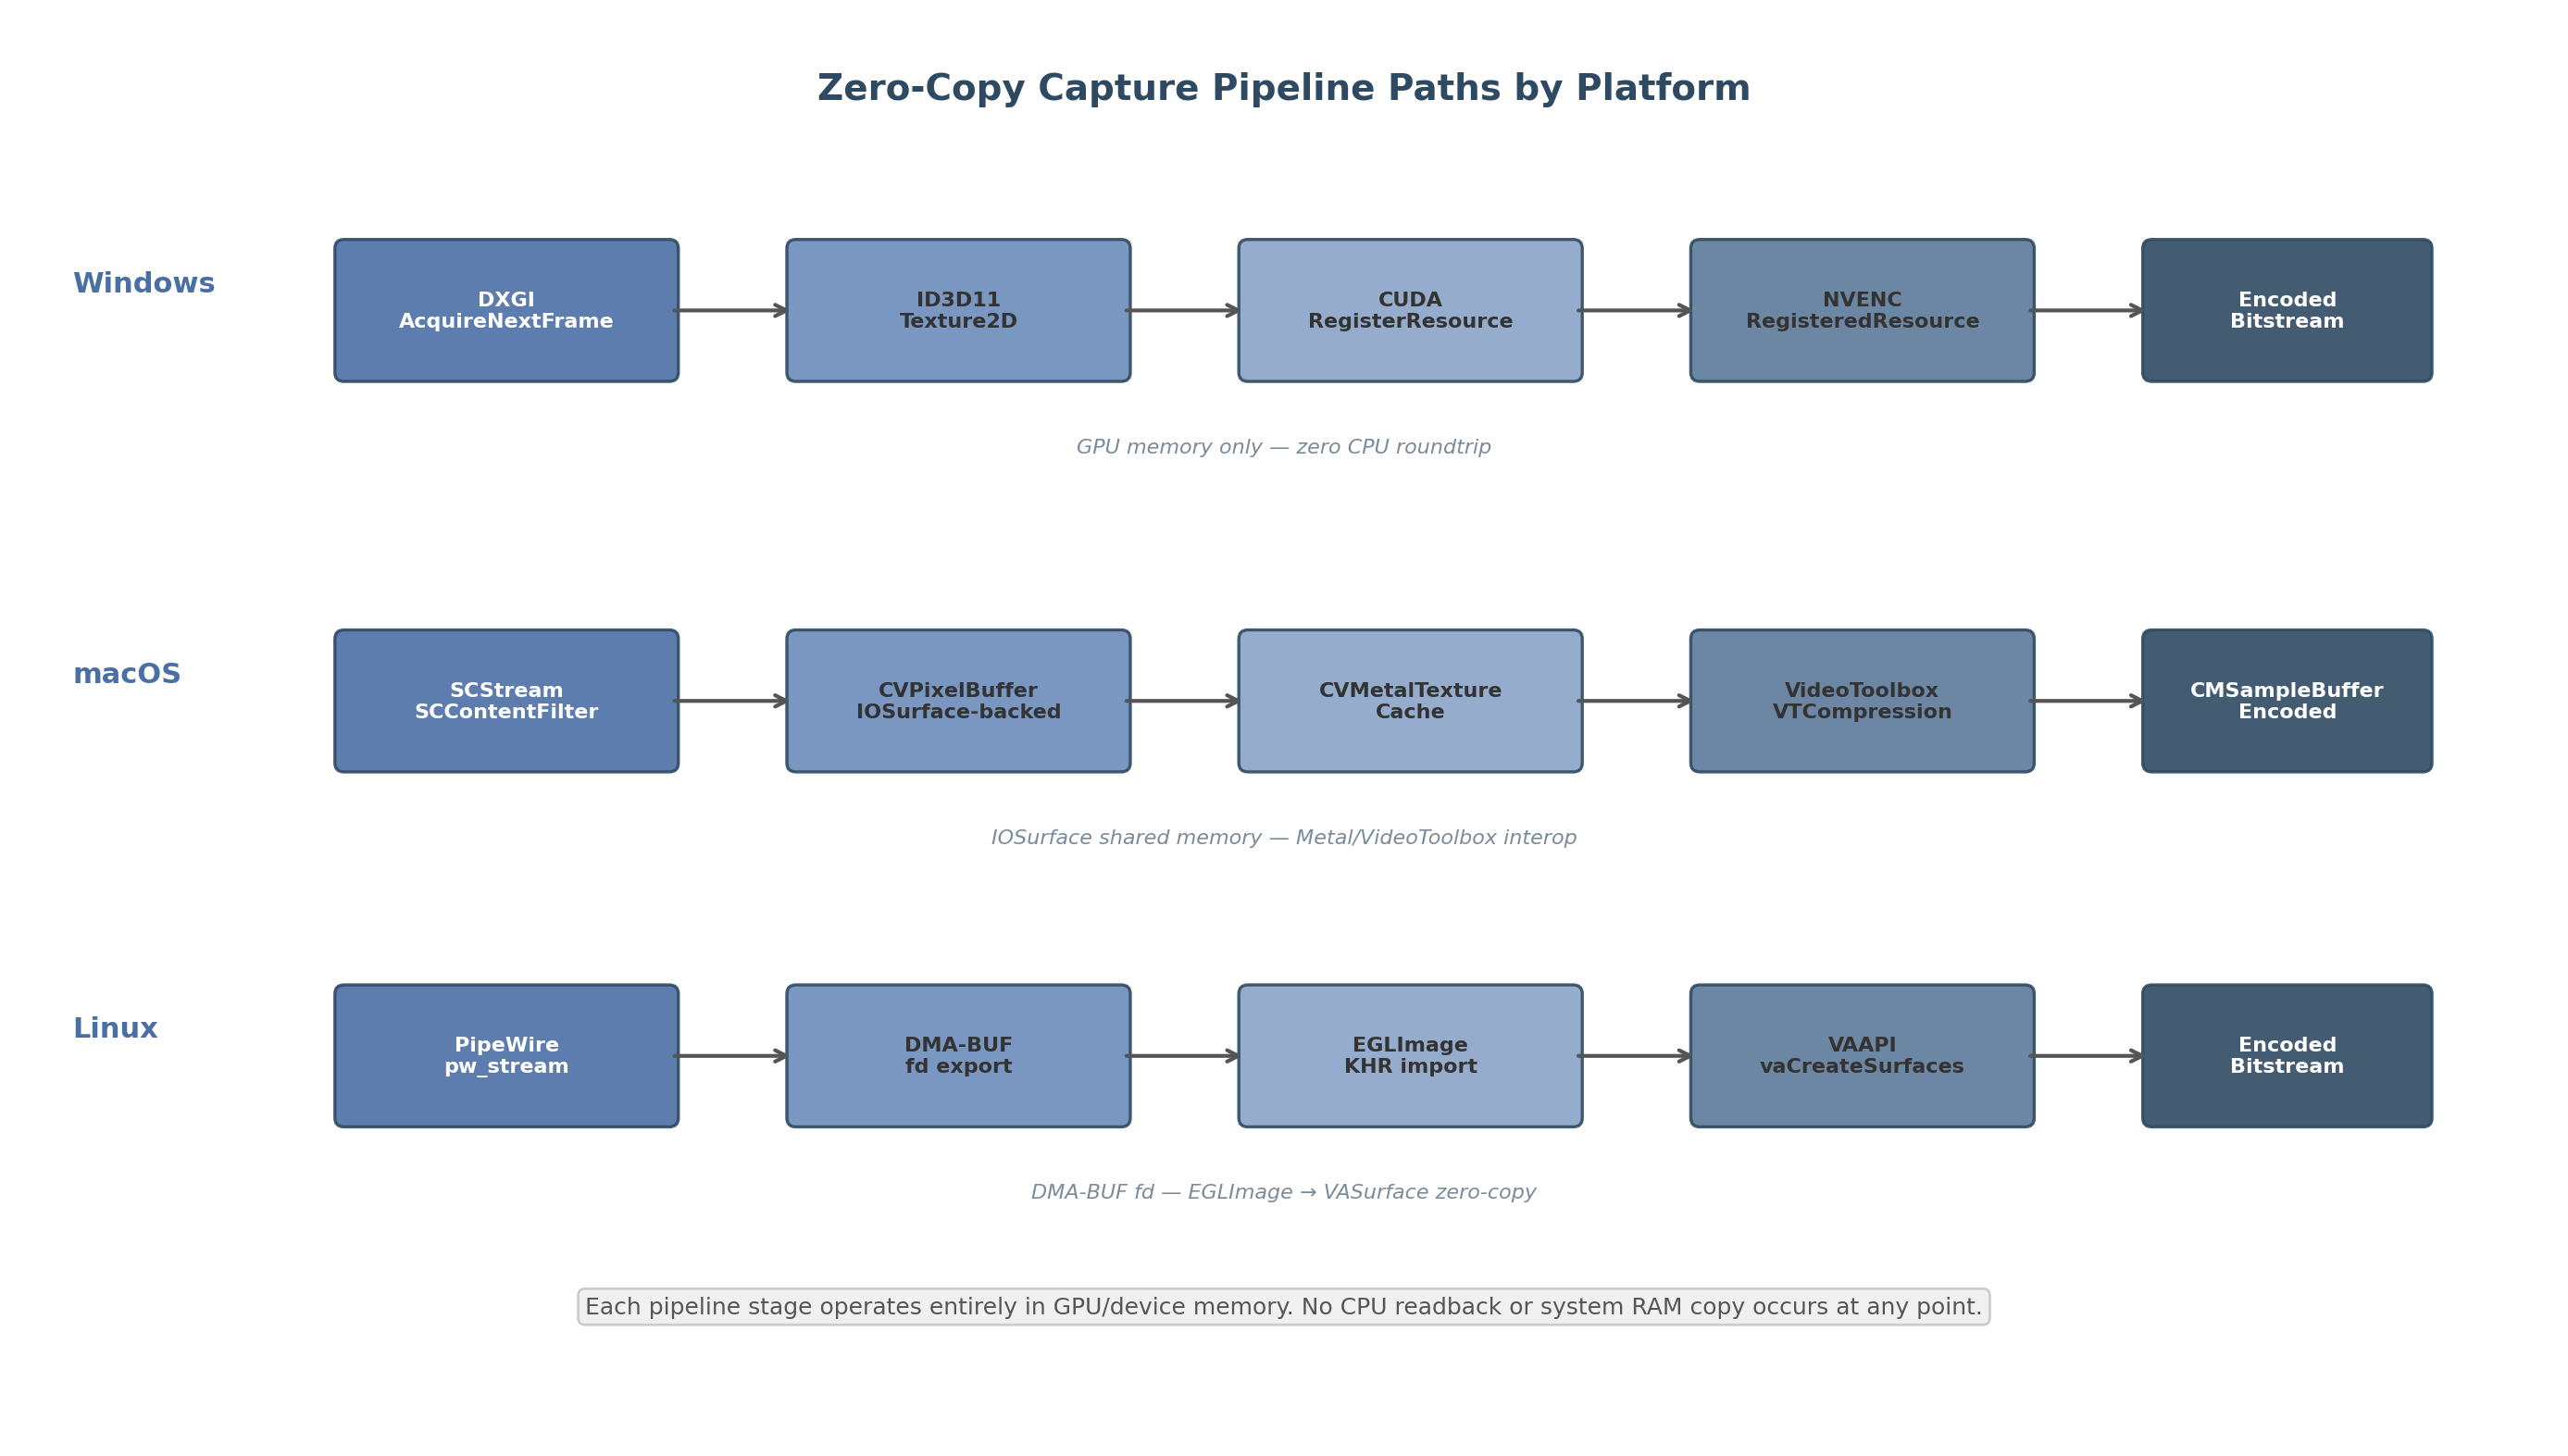 Zero-Copy Capture Pipeline Paths by Platform
Windows
DXGI
AcquireNextFrame
ID3D11
Texture2D
CUDA
RegisterResource
NVENC
RegisteredResource
Encoded
Bitstream
GPU memory only — zero CPU roundtrip
macOS
SCStream
SCContentFilter
CVPixelBuffer
IOSurface-backed
CVMetalTexture
Cache
VideoToolbox
VTCompression
CMSampleBuffer
Encoded
IOSurface shared memory — Metal/VideoToolbox interop
Linux
PipeWire
pw_stream
DMA-BUF
fd export
EGLImage
KHR import
VAAPI
vaCreateSurfaces
Encoded
Bitstream
DMA-BUF fd — EGLImage → VASurface zero-copy
Each pipeline stage operates entirely in GPU/device memory. No CPU readback or system RAM copy occurs at any point.